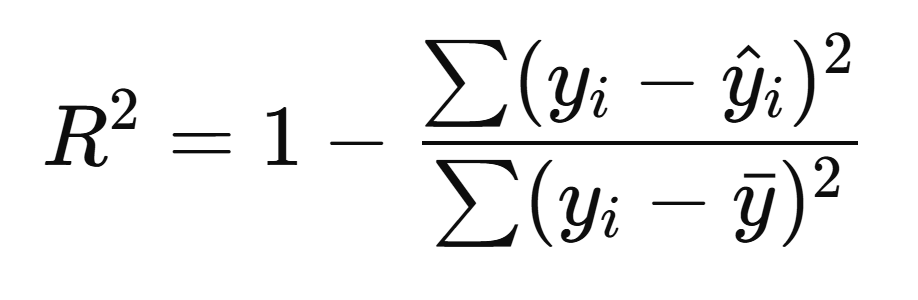 R² = 1 − ∑(yᵢ − ŷᵢ)² / ∑(yᵢ − ȳ)²